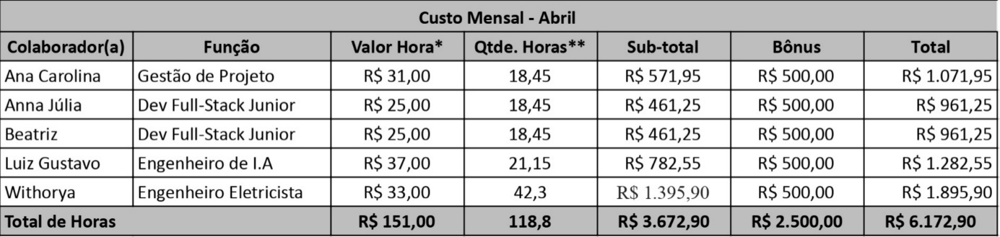 Custo Mensal - Abril
Colaborador(a) Função Valor Hora* Qtde. Horas** Sub-total Bônus Total
Ana Carolina Gestão de Projeto R$ 31,00 18,45 R$ 571,95 R$ 500,00 R$ 1.071,95
Anna Júlia Dev Full-Stack Junior R$ 25,00 18,45 R$ 461,25 R$ 500,00 R$ 961,25
Beatriz Dev Full-Stack Junior R$ 25,00 18,45 R$ 461,25 R$ 500,00 R$ 961,25
Luiz Gustavo Engenheiro de I.A R$ 37,00 21,15 R$ 782,55 R$ 500,00 R$ 1.282,55
Withorya Engenheiro Eletricista R$ 33,00 42,3 R$ 1.395,90 R$ 500,00 R$ 1.895,90
Total de Horas R$ 151,00 118,8 R$ 3.672,90 R$ 2.500,00 R$ 6.172,90